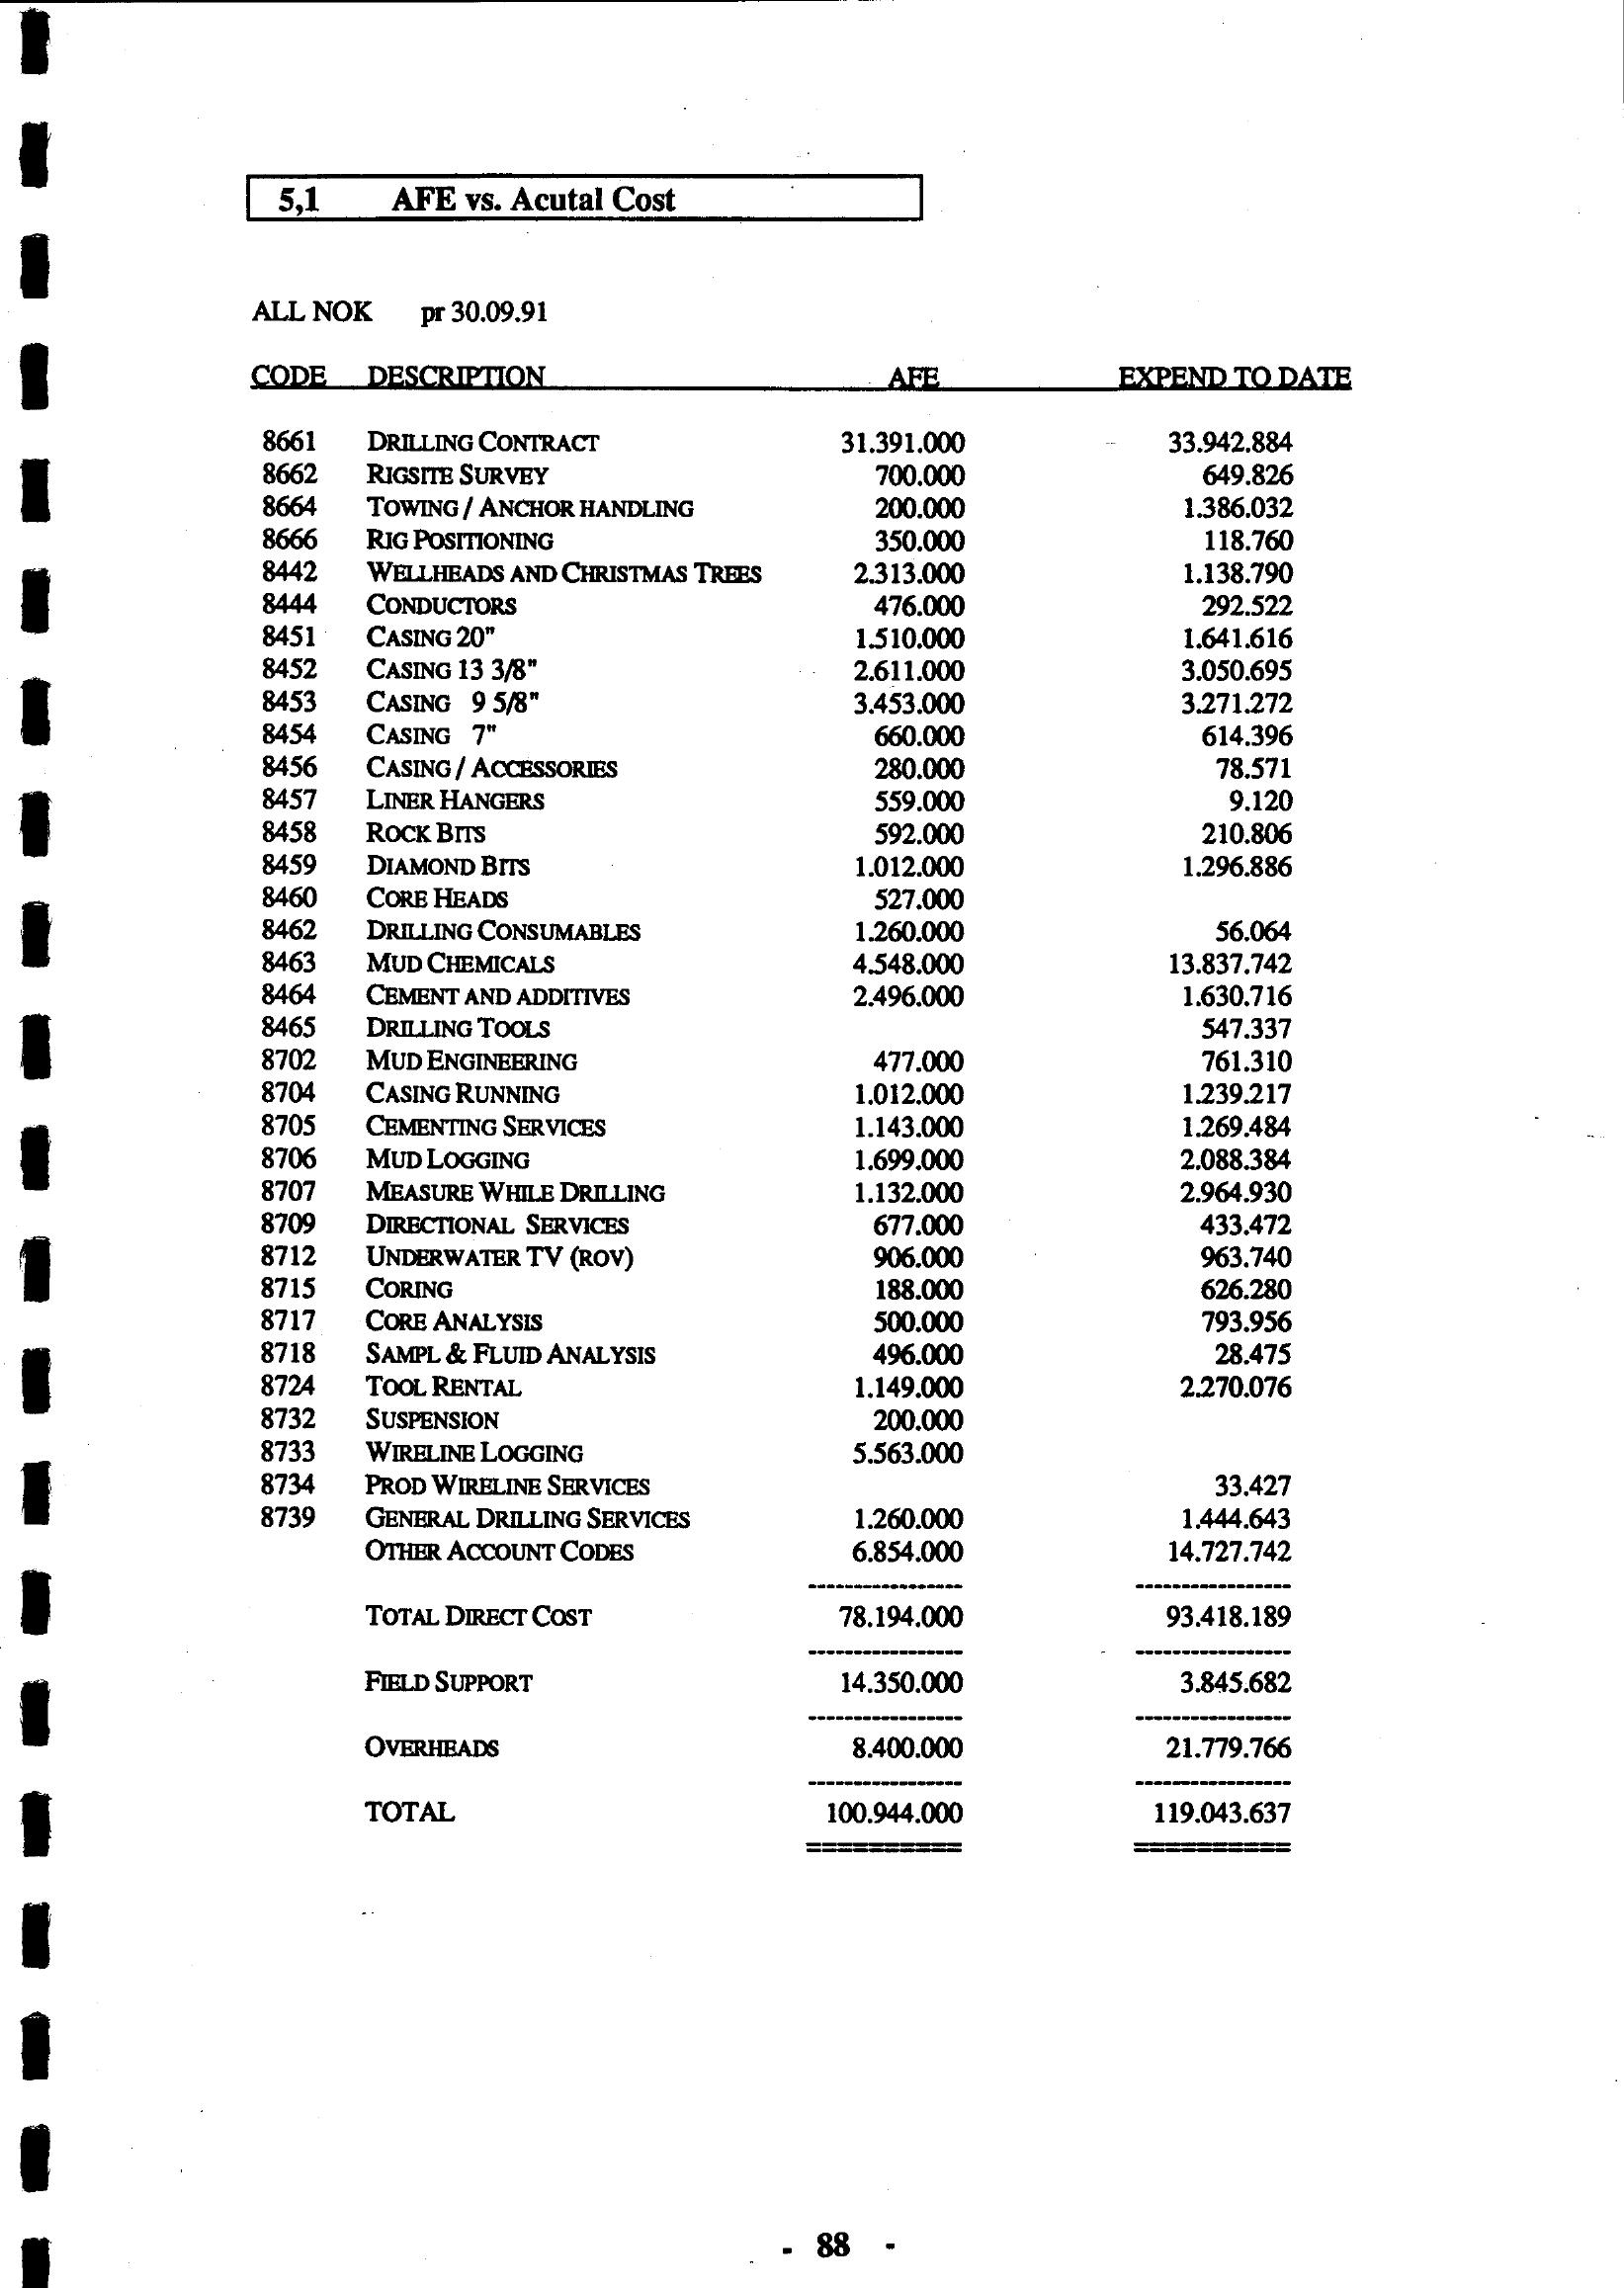 5,1 AFE vs. Acutal Cost
ALL NOK pr 30.09.91
CODE DESCRIPTION AFE EXPEND TO DATE
8661 DRILLING CONTRACT 31.391.000 33.942.884
8662 RIGSITE SURVEY 700.000 649.826
8664 TOWING / ANCHOR HANDLING 200.000 1.386.032
8666 RIG POSITIONING 350.000 118.760
8442 WELLHEADS AND CHRISTMAS TREES 2.313.000 1.138.790
8444 CONDUCTORS 476.000 292.522
8451 CASING 20" 1.510.000 1.641.616
8452 CASING 13 3/8" 2.611.000 3.050.695
8453 CASING 9 5/8" 3.453.000 3.271.272
8454 CASING 7" 660.000 614.396
8456 CASING / ACCESSORIES 280.000 78.571
8457 LINER HANGERS 559.000 9.120
8458 ROCK BITS 592.000 210.806
8459 DIAMOND BITS 1.012.000 1.296.886
8460 CORE HEADS 527.000
8462 DRILLING CONSUMABLES 1.260.000 56.064
8463 MUD CHEMICALS 4.548.000 13.837.742
8464 CEMENT AND ADDITIVES 2.496.000 1.630.716
8465 DRILLING TOOLS 547.337
8702 MUD ENGINEERING 477.000 761.310
8704 CASING RUNNING 1.012.000 1.239.217
8705 CEMENTING SERVICES 1.143.000 1.269.484
8706 MUD LOGGING 1.699.000 2.088.384
8707 MEASURE WHILE DRILLING 1.132.000 2.964.930
8709 DIRECTIONAL SERVICES 677.000 433.472
8712 UNDERWATER TV (ROV) 906.000 963.740
8715 CORING 188.000 626.280
8717 CORE ANALYSIS 500.000 793.956
8718 SAMPL & FLUID ANALYSIS 496.000 28.475
8724 TOOL RENTAL 1.149.000 2.270.076
8732 SUSPENSION 200.000
8733 WIRELINE LOGGING 5.563.000
8734 PROD WIRELINE SERVICES 33.427
8739 GENERAL DRILLING SERVICES 1.260.000 1.444.643
OTHER ACCOUNT CODES 6.854.000 14.727.742
TOTAL DIRECT COST 78.194.000 93.418.189
FIELD SUPPORT 14.350.000 3.845.682
OVERHEADS 8.400.000 21.779.766
TOTAL 100.944.000 119.043.637
- 88 -